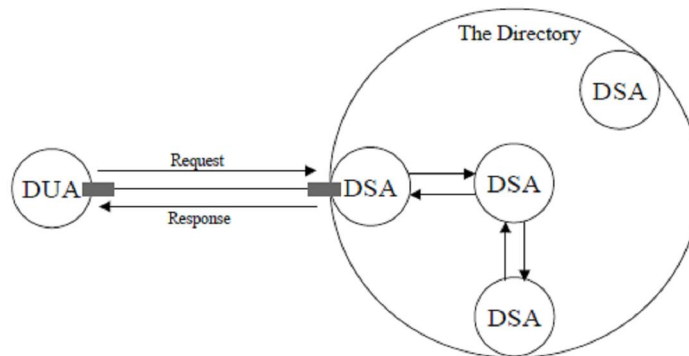 The Directory
DSA
Request
DUA
DSA
DSA
Response
DSA